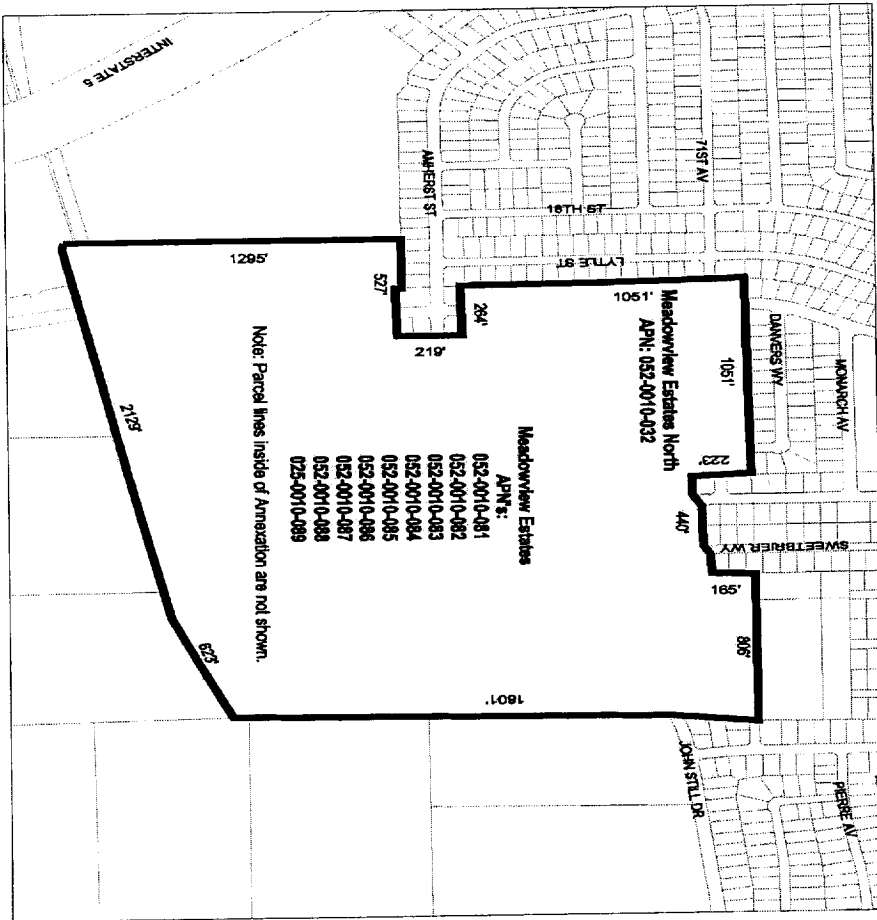 INTERSTATE 5
AMHERST ST
71ST AV
18TH ST
LYTLE ST
DANVERS WY
MONARCH AV
SWEETBRIER WY
JOHN STILL DR
PIERRE AV
1295'
527'
219'
264'
1051'
1051'
223'
440'
165'
806'
1801'
623'
2129'
Meadowview Estates North
APN: 052-0010-032
Meadowview Estates
APN's:
052-0010-081
052-0010-082
052-0010-083
052-0010-084
052-0010-085
052-0010-086
052-0010-087
052-0010-088
025-0010-089
Note: Parcel lines inside of Annexation are not shown.